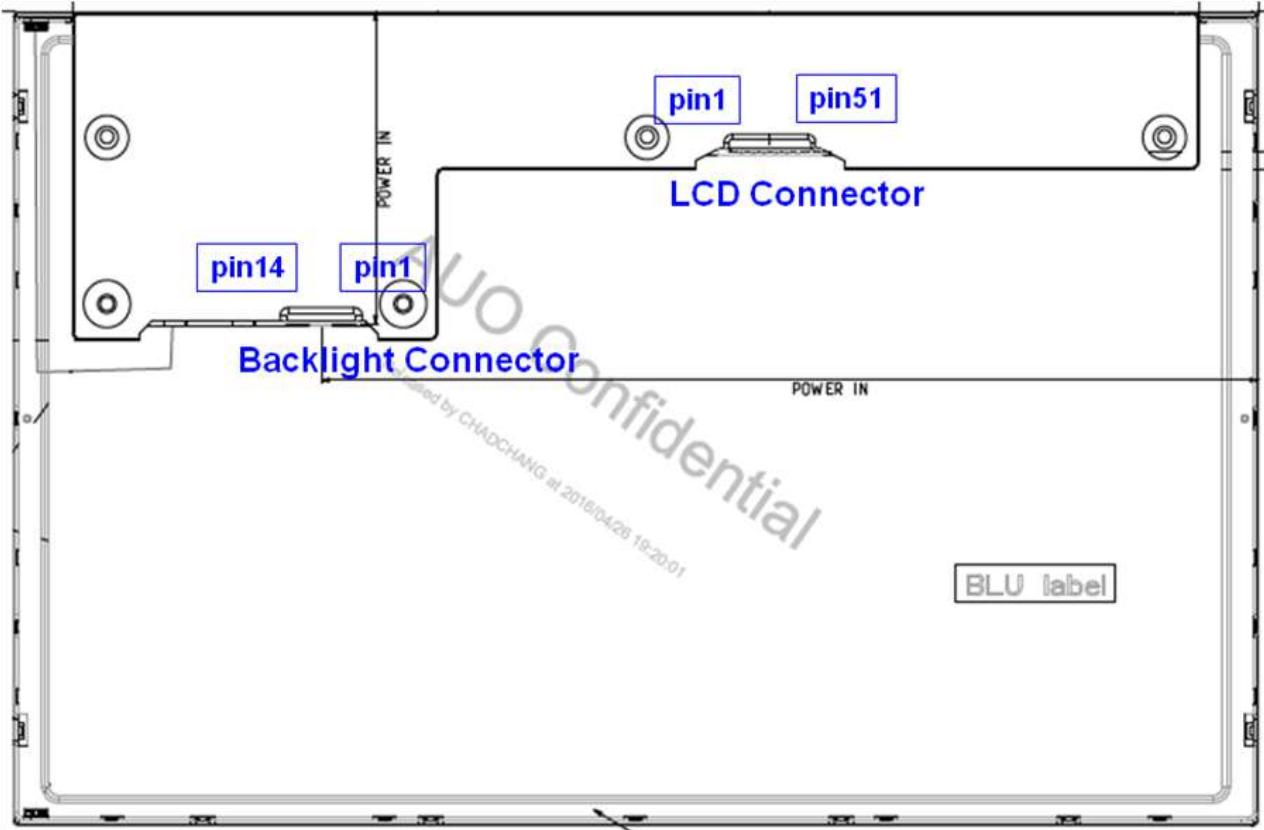 pin1
pin51
POWER IN
LCD Connector
pin14
pin1
Backlight Connector
POWER IN
AUO Confidential
by CHADCHANG at 2016/04/26 19:20:01
BLU label